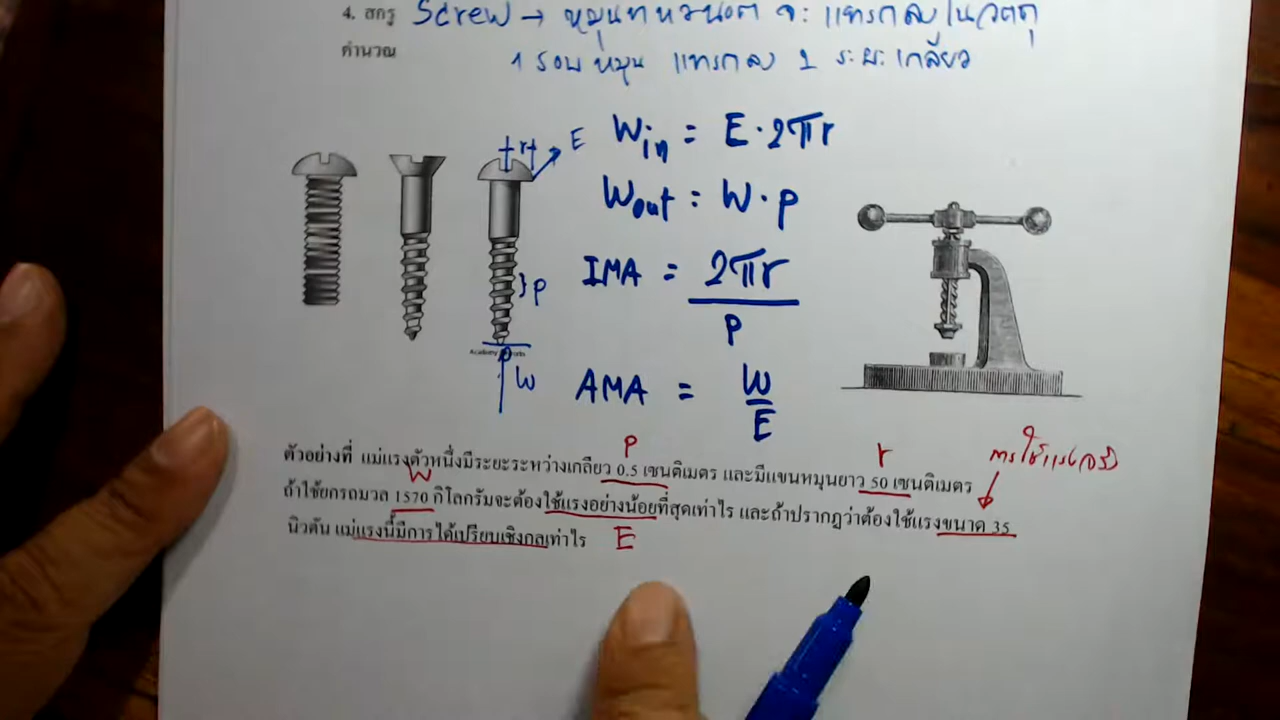 4. สกรู Screw → หมุนที่หัวน็อต จะแทรกลงในวัตถุ
คำนวณ 1 รอบหมุน แทรกลง 1 ระยะเกลียว
r E Win = E · 2πr
Wout = W · p
p IMA = 2πr
p
W AMA = W
E
p r การใช้แรงจริง
ตัวอย่างที่ แม่แรงตัวหนึ่งมีระยะระหว่างเกลียว 0.5 เซนติเมตร และมีแขนหมุนยาว 50 เซนติเมตร
W
ถ้าใช้ยกรถมวล 1570 กิโลกรัมจะต้องใช้แรงอย่างน้อยที่สุดเท่าไร และถ้าปรากฏว่าต้องใช้แรงขนาด 35
นิวตัน แม่แรงนี้มีการได้เปรียบเชิงกลเท่าไร E